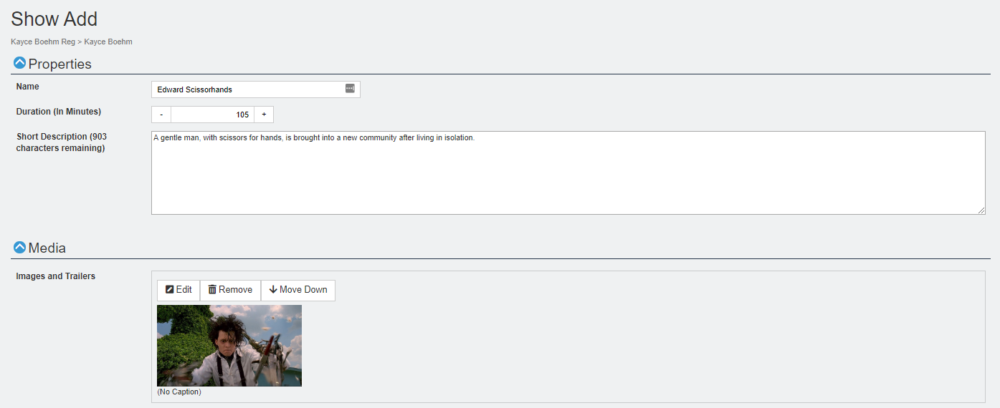 Show Add
Kayce Boehm Reg > Kayce Boehm
Properties
Name
Edward Scissorhands
Duration (In Minutes)
-
105
+
Short Description (903
characters remaining)
A gentle man, with scissors for hands, is brought into a new community after living in isolation.
Media
Images and Trailers
Edit
Remove
Move Down
(No Caption)